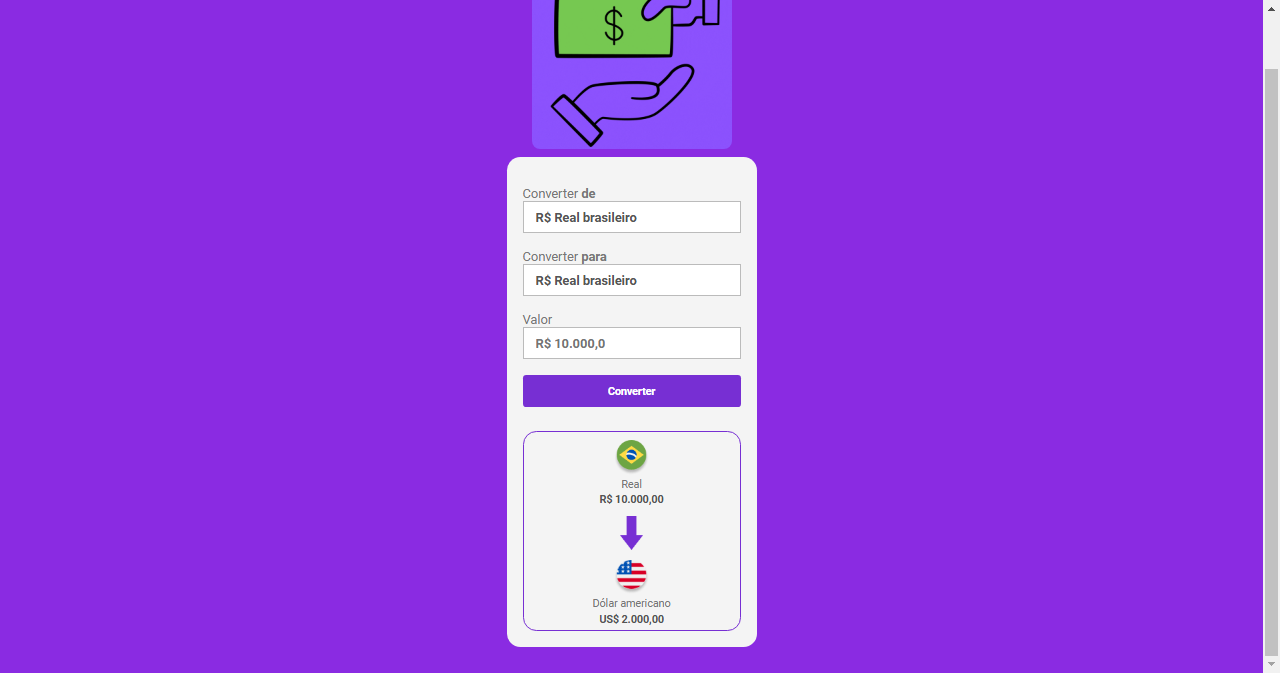 $
Converter de
R$ Real brasileiro
Converter para
R$ Real brasileiro
Valor
R$ 10.000,0
Converter
Real
R$ 10.000,00
Dólar americano
US$ 2.000,00